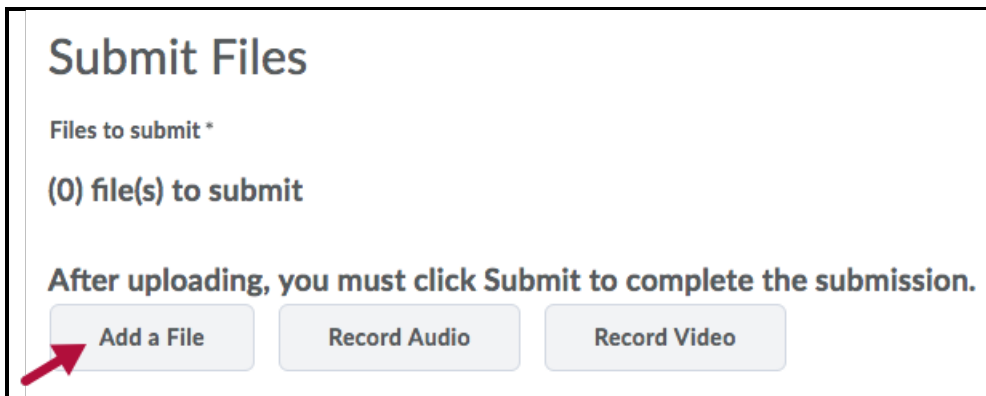 Submit Files
Files to submit *
(0) file(s) to submit
After uploading, you must click Submit to complete the submission.
Add a File Record Audio Record Video